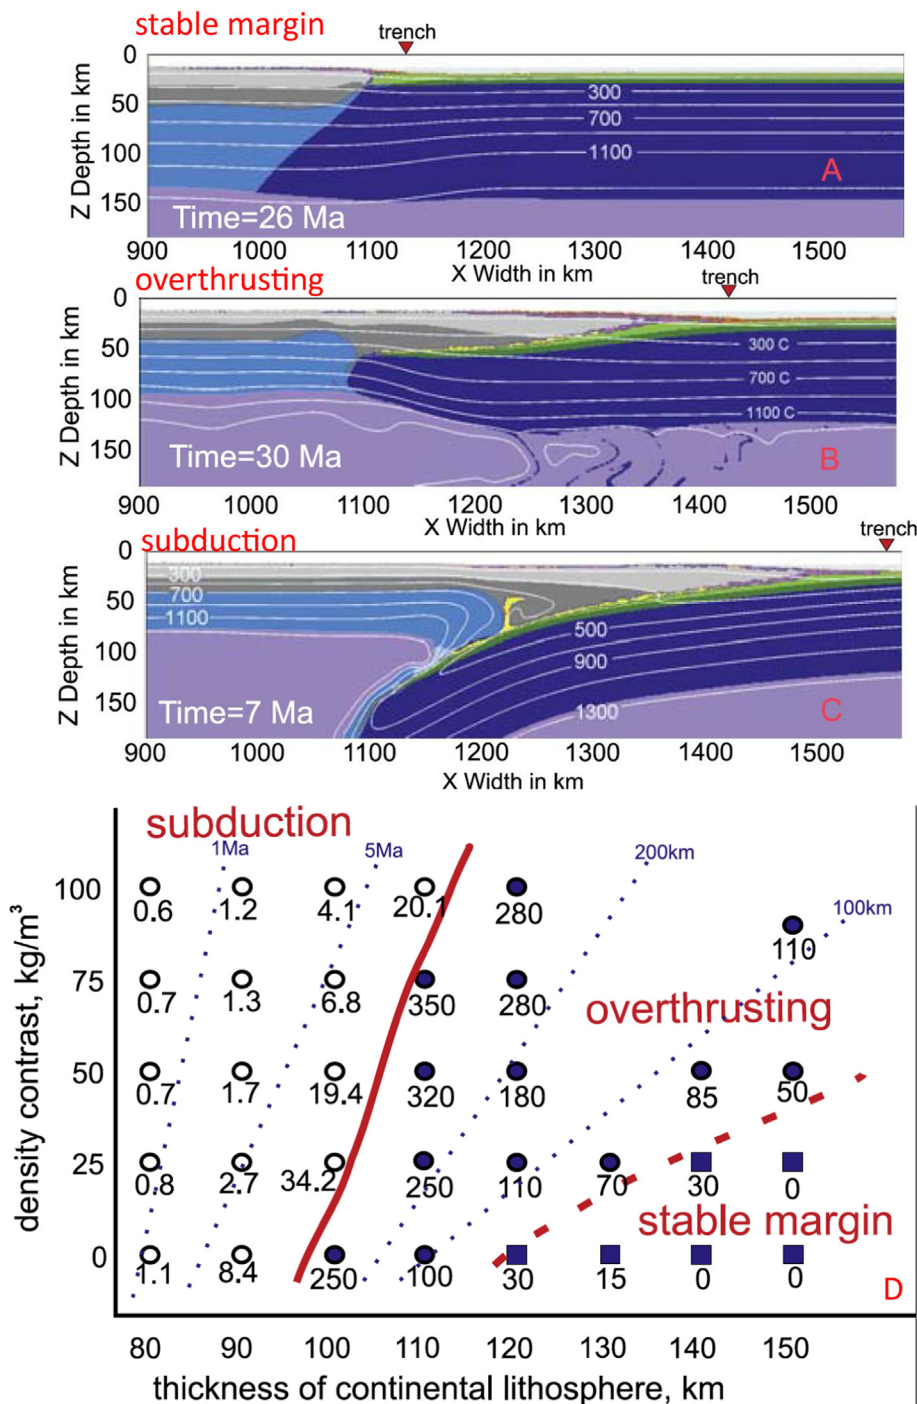 stable margin
trench
0
50
100
150
Z Depth in km
300
700
1100
A
Time=26 Ma
900 1000 1100 1200 1300 1400 1500
X Width in km
overthrusting
trench
0
50
100
150
Z Depth in km
300 C
700 C
1100 C
Time=30 Ma
B
900 1000 1100 1200 1300 1400 1500
X Width in km
subduction
trench
0
50
100
150
Z Depth in km
300
700
1100
500
900
1300
Time=7 Ma
C
900 1000 1100 1200 1300 1400 1500
X Width in km
subduction
1Ma 5Ma 200km 100km
density contrast, kg/m³
100
0.6 1.2 4.1 20.1 280
110
75
0.7 1.3 6.8 350 280
overthrusting
50
0.7 1.7 19.4 320 180 85 50
25
0.8 2.7 34.2 250 110 70 30 0
stable margin
0
1.1 8.4 250 100 30 15 0 0
D
80 90 100 110 120 130 140 150
thickness of continental lithosphere, km